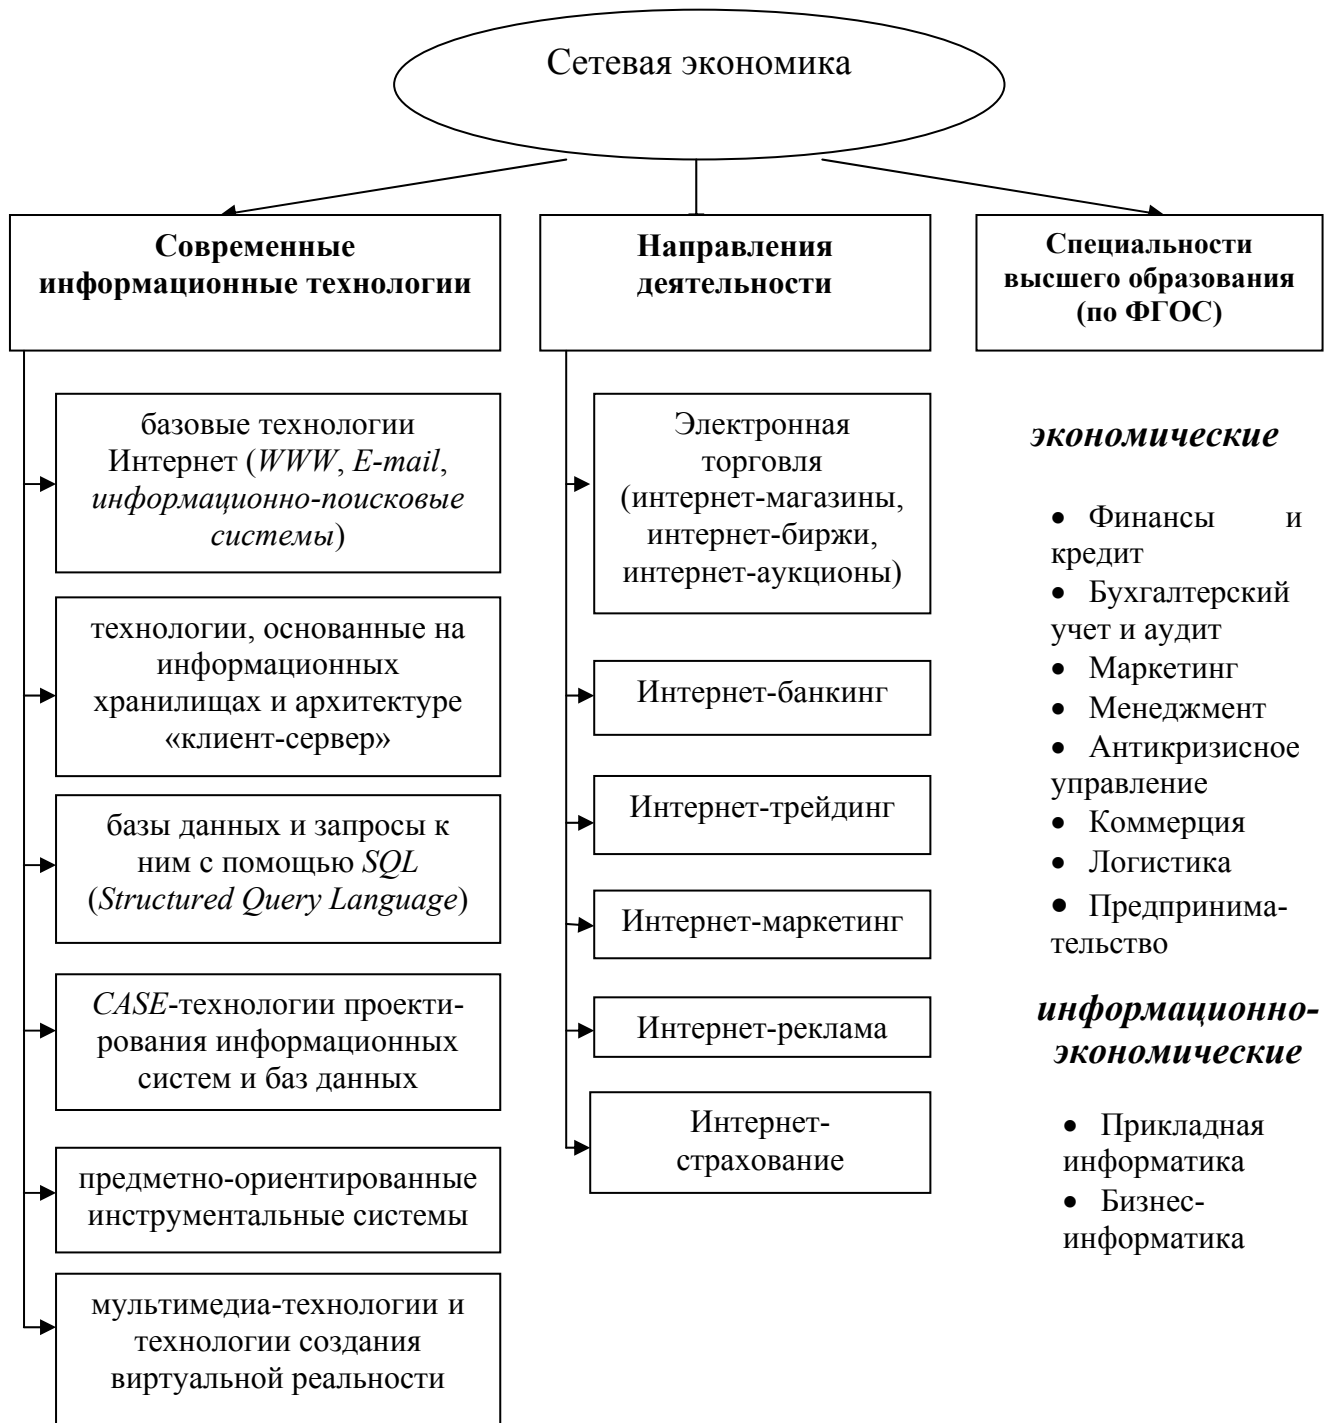 Сетевая экономика
Современные
информационные технологии
базовые технологии
Интернет (WWW, E-mail,
информационно-поисковые
системы)
технологии, основанные на
информационных
хранилищах и архитектуре
«клиент-сервер»
базы данных и запросы к
ним с помощью SQL
(Structured Query Language)
CASE-технологии проекти-
рования информационных
систем и баз данных
предметно-ориентированные
инструментальные системы
мультимедиа-технологии и
технологии создания
виртуальной реальности
Направления
деятельности
Электронная
торговля
(интернет-магазины,
интернет-биржи,
интернет-аукционы)
Интернет-банкинг
Интернет-трейдинг
Интернет-маркетинг
Интернет-реклама
Интернет-
страхование
Специальности
высшего образования
(по ФГОС)
экономические
• Финансы и
кредит
• Бухгалтерский
учет и аудит
• Маркетинг
• Менеджмент
• Антикризисное
управление
• Коммерция
• Логистика
• Предпринима-
тельство
информационно-
экономические
• Прикладная
информатика
• Бизнес-
информатика